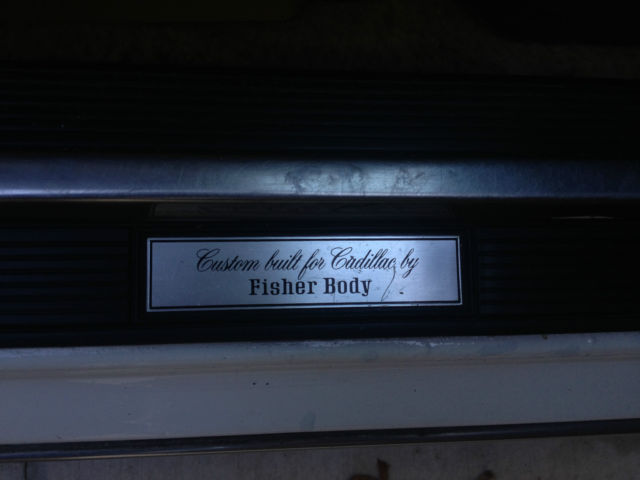 Custom built for Cadillac by
Fisher Body